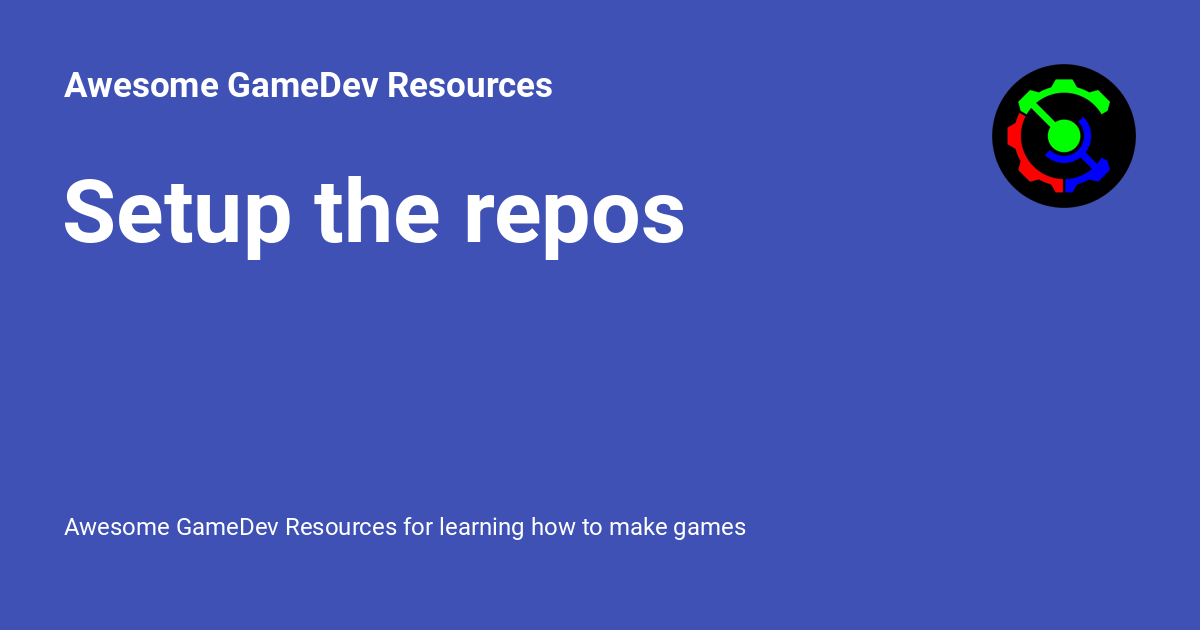 Awesome GameDev Resources
Setup the repos
Awesome GameDev Resources for learning how to make games